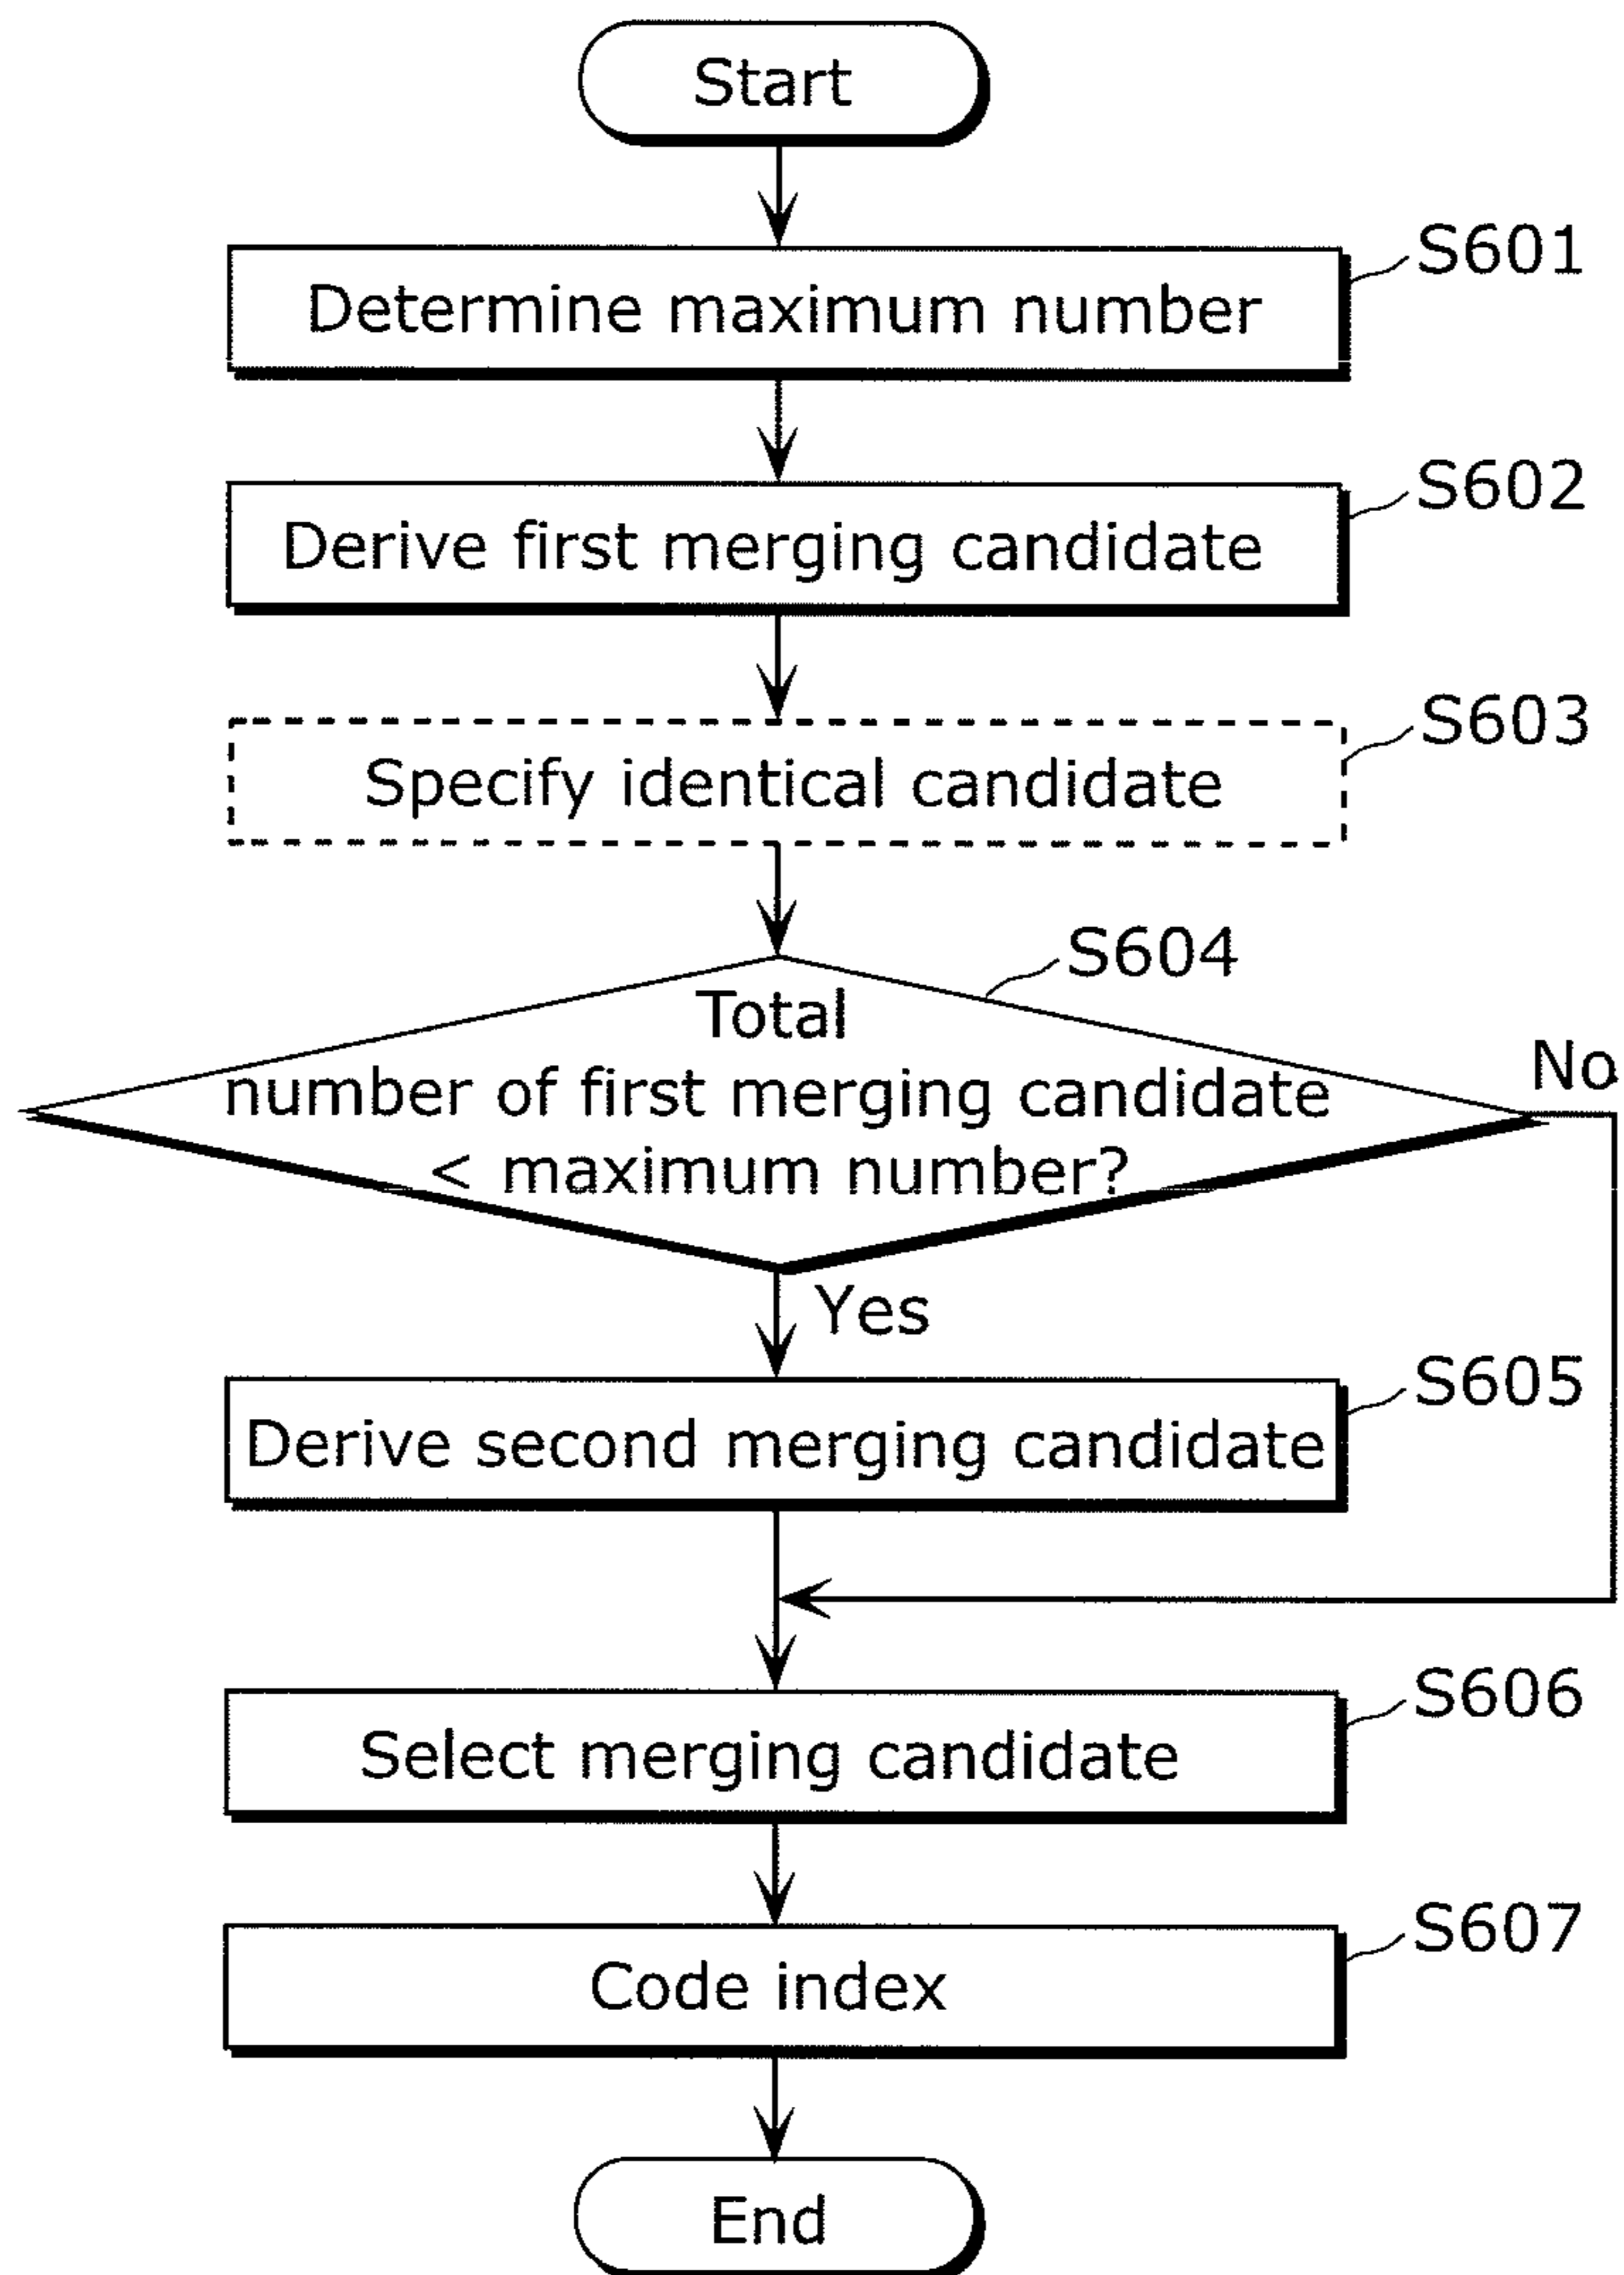 Start
S601
Determine maximum number
S602
Derive first merging candidate
S603
Specify identical candidate
S604
Total
number of first merging candidate
< maximum number?
No
Yes
S605
Derive second merging candidate
S606
Select merging candidate
S607
Code index
End